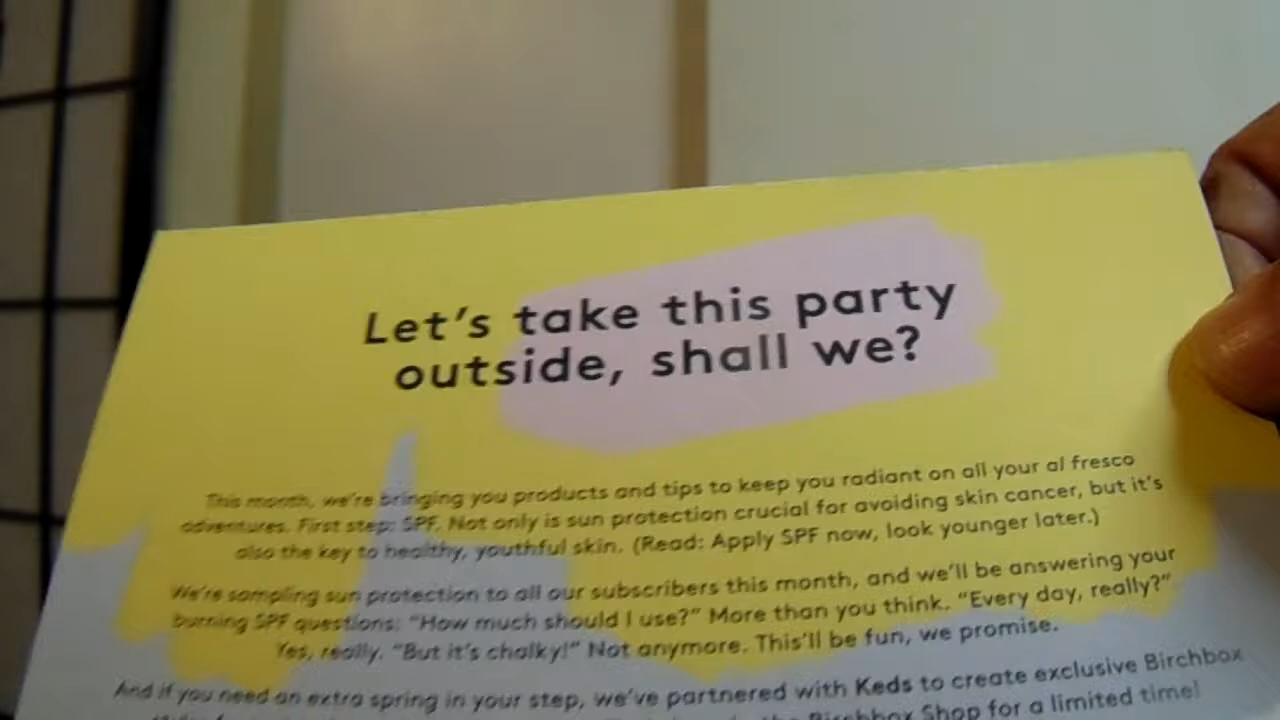 Let's take this party
outside, shall we?
This month, we're bringing you products and tips to keep you radiant on all your al fresco
adventures. First step: SPF. Not only is sun protection crucial for avoiding skin cancer, but it's
also the key to healthy, youthful skin. (Read: Apply SPF now, look younger later.)
We're sampling sun protection to all our subscribers this month, and we'll be answering your
burning SPF questions: "How much should I use?" More than you think. "Every day, really?"
Yes, really. "But it's chalky!" Not anymore. This'll be fun, we promise.
And if you need an extra spring in your step, we've partnered with Keds to create exclusive Birchbox
the Birchbox Shop for a limited time!